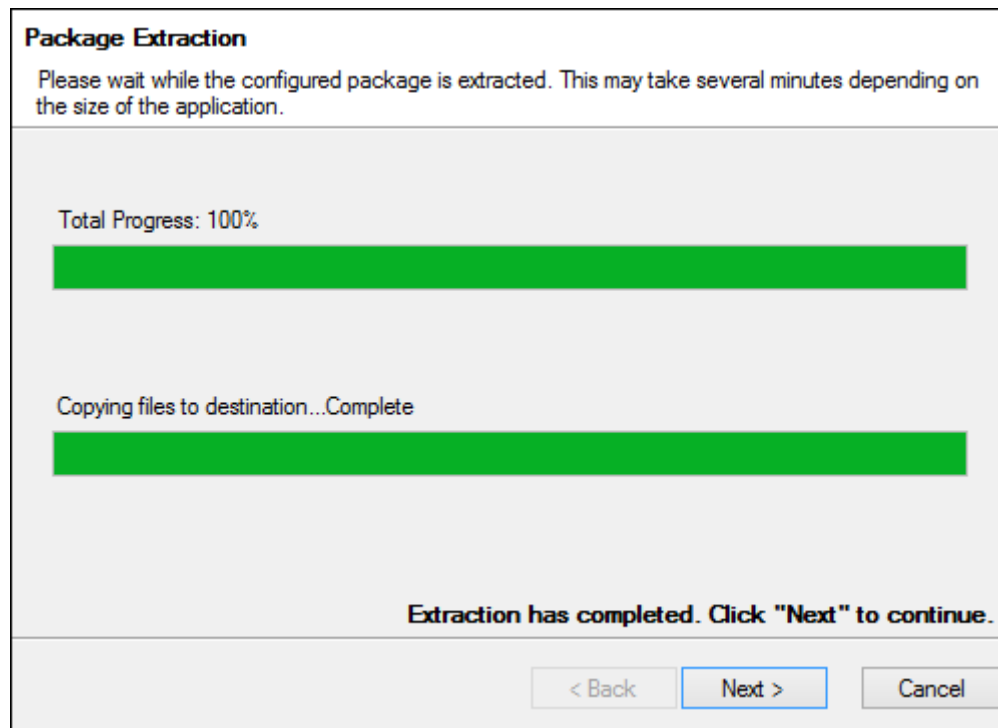 Package Extraction
Please wait while the configured package is extracted. This may take several minutes depending on
the size of the application.
Total Progress: 100%
Copying files to destination...Complete
Extraction has completed. Click "Next" to continue.
< Back
Next >
Cancel